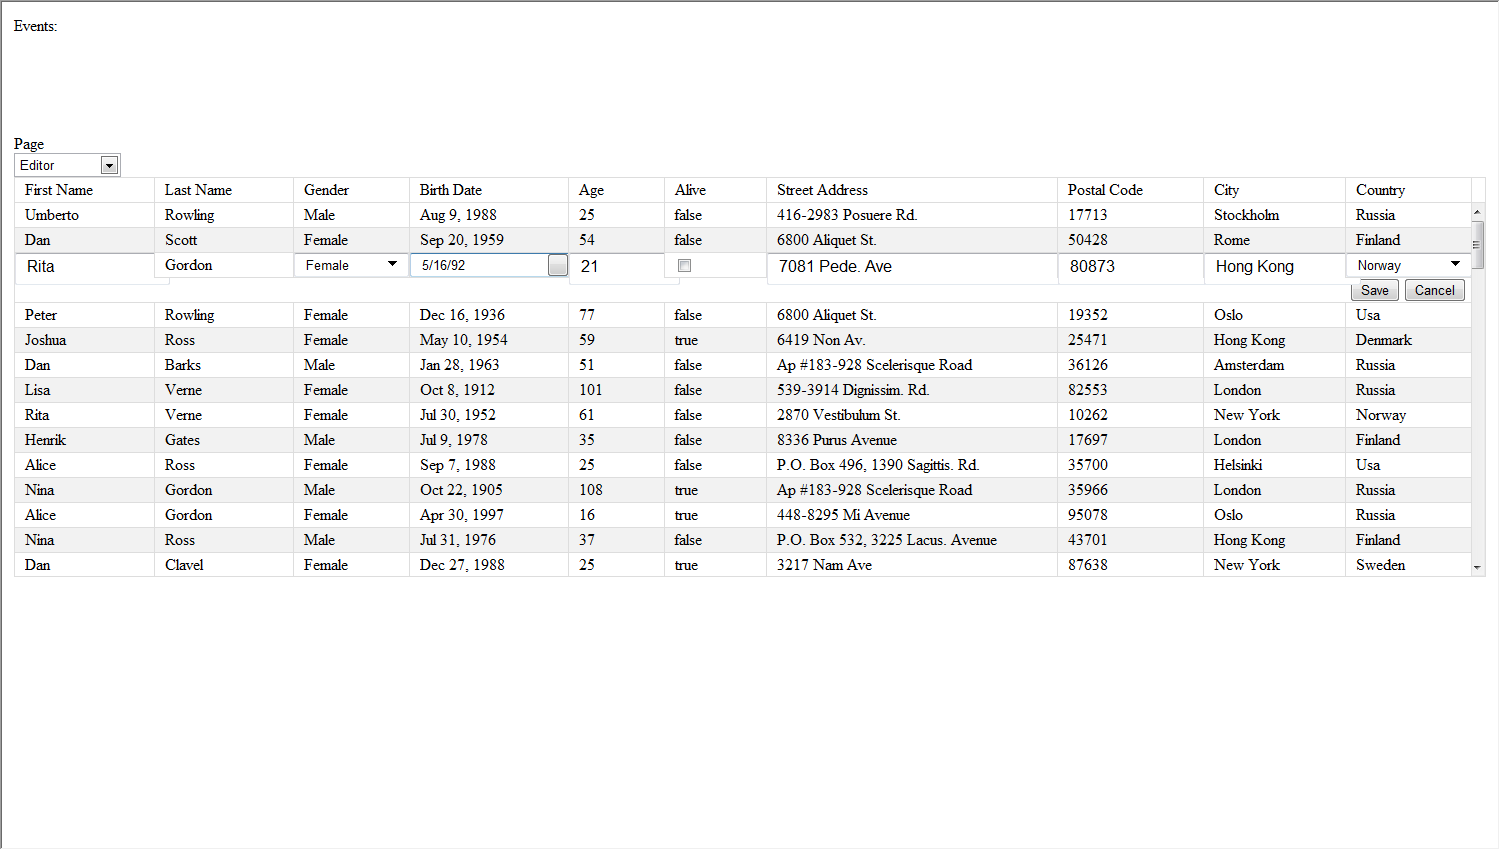 Events:
Page
Editor
First Name Last Name Gender Birth Date Age Alive Street Address Postal Code City Country
Umberto Rowling Male Aug 9, 1988 25 false 416-2983 Posuere Rd. 17713 Stockholm Russia
Dan Scott Female Sep 20, 1959 54 false 6800 Aliquet St. 50428 Rome Finland
Rita Gordon Female 5/16/92 21 7081 Pede. Ave 80873 Hong Kong Norway
Save Cancel
Peter Rowling Female Dec 16, 1936 77 false 6800 Aliquet St. 19352 Oslo Usa
Joshua Ross Female May 10, 1954 59 true 6419 Non Av. 25471 Hong Kong Denmark
Dan Barks Male Jan 28, 1963 51 false Ap #183-928 Scelerisque Road 36126 Amsterdam Russia
Lisa Verne Female Oct 8, 1912 101 false 539-3914 Dignissim. Rd. 82553 London Russia
Rita Verne Female Jul 30, 1952 61 false 2870 Vestibulum St. 10262 New York Norway
Henrik Gates Male Jul 9, 1978 35 false 8336 Purus Avenue 17697 London Finland
Alice Ross Female Sep 7, 1988 25 false P.O. Box 496, 1390 Sagittis. Rd. 35700 Helsinki Usa
Nina Gordon Male Oct 22, 1905 108 true Ap #183-928 Scelerisque Road 35966 London Russia
Alice Gordon Female Apr 30, 1997 16 true 448-8295 Mi Avenue 95078 Oslo Russia
Nina Ross Male Jul 31, 1976 37 false P.O. Box 532, 3225 Lacus. Avenue 43701 Hong Kong Finland
Dan Clavel Female Dec 27, 1988 25 true 3217 Nam Ave 87638 New York Sweden